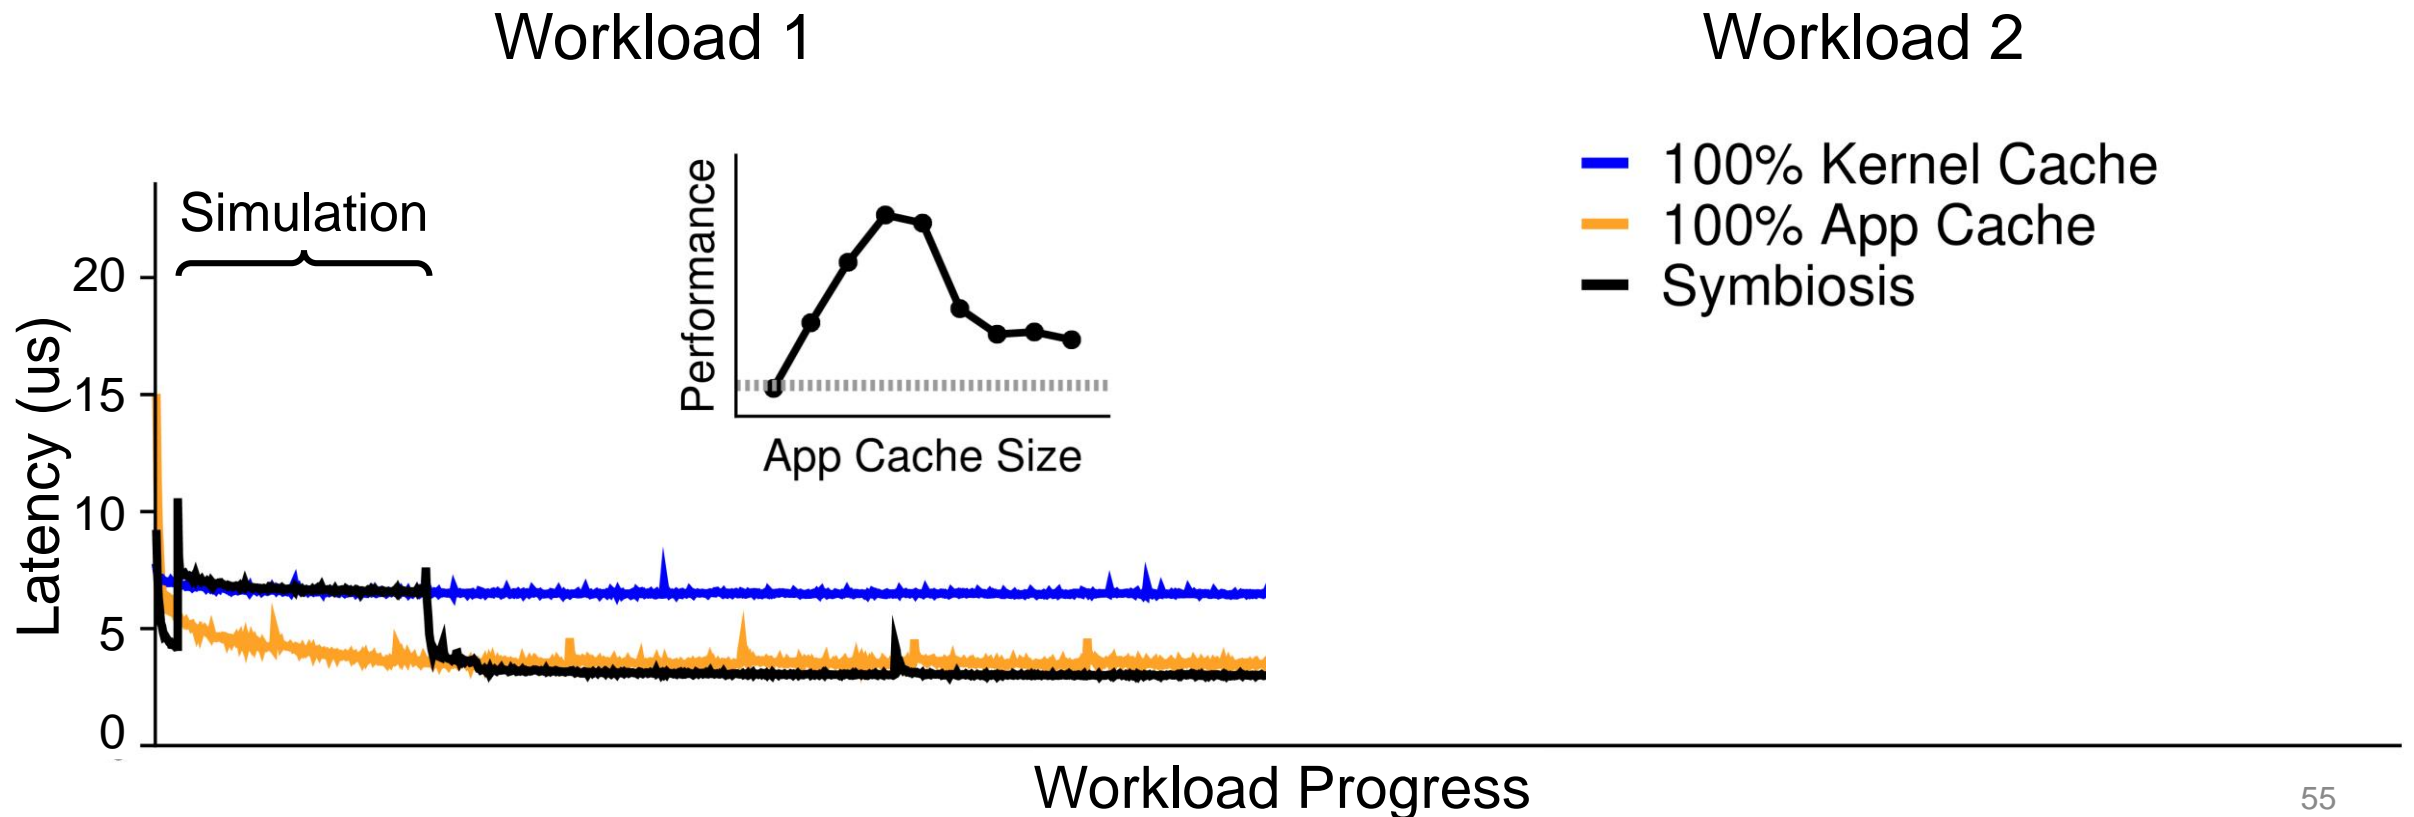 Workload 1
Workload 2
Simulation
Performance
App Cache Size
100% Kernel Cache
100% App Cache
Symbiosis
Latency (us)
20
15
10
5
0
Workload Progress
55